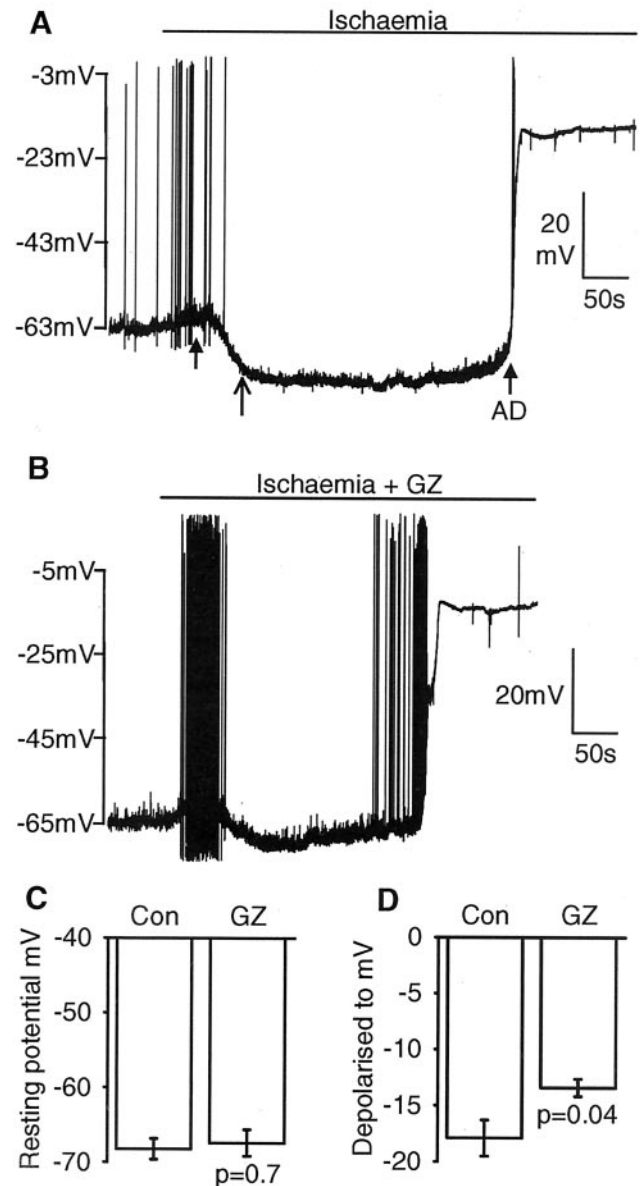 A
Ischaemia
-3mV
-23mV
-43mV
-63mV
20
mV
50s
AD
B
Ischaemia + GZ
-5mV
-25mV
-45mV
-65mV
20mV
50s
C
Con GZ
Resting potential mV
-40
-50
-60
-70
p=0.7
D
Con GZ
Depolarised to mV
0
-5
-10
-15
-20
p=0.04